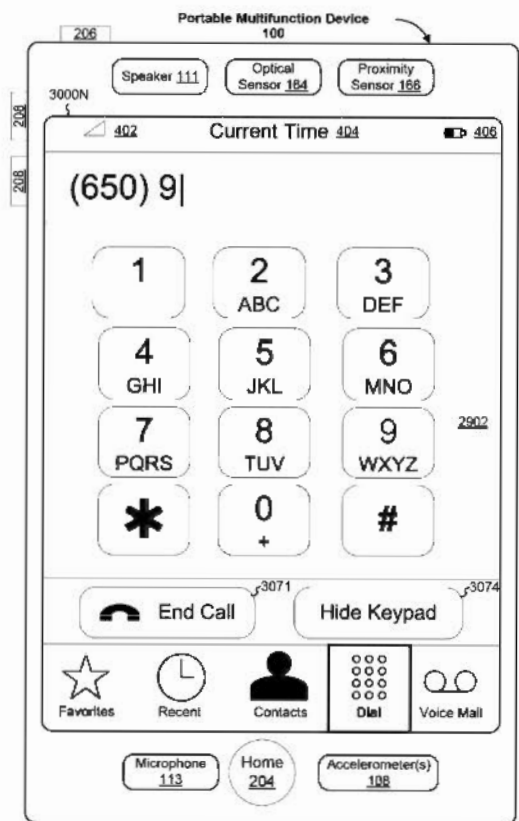 Portable Multifunction Device
100
206
Speaker 111
Optical Sensor 164
Proximity Sensor 166
3000N
208
208
402
Current Time 404
406
(650) 9
1
2
ABC
3
DEF
4
GHI
5
JKL
6
MNO
7
PQRS
8
TUV
9
WXYZ
2902
*
0
+
#
3071
3074
End Call
Hide Keypad
Favorites
Recent
Contacts
Dial
Voice Mail
Microphone
113
Home
204
Accelerometer(s)
168